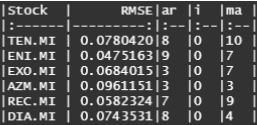 |Stock | RMSE|ar |i |ma |
|:------|---------:|:--|:--|:--|
|TEN.MI | 0.0780420|8 |0 |10 |
|ENI.MI | 0.0475163|9 |0 |7 |
|EXO.MI | 0.0684015|3 |0 |7 |
|AZM.MI | 0.0961151|3 |0 |3 |
|REC.MI | 0.0582324|7 |0 |9 |
|DIA.MI | 0.0743531|8 |0 |4 |